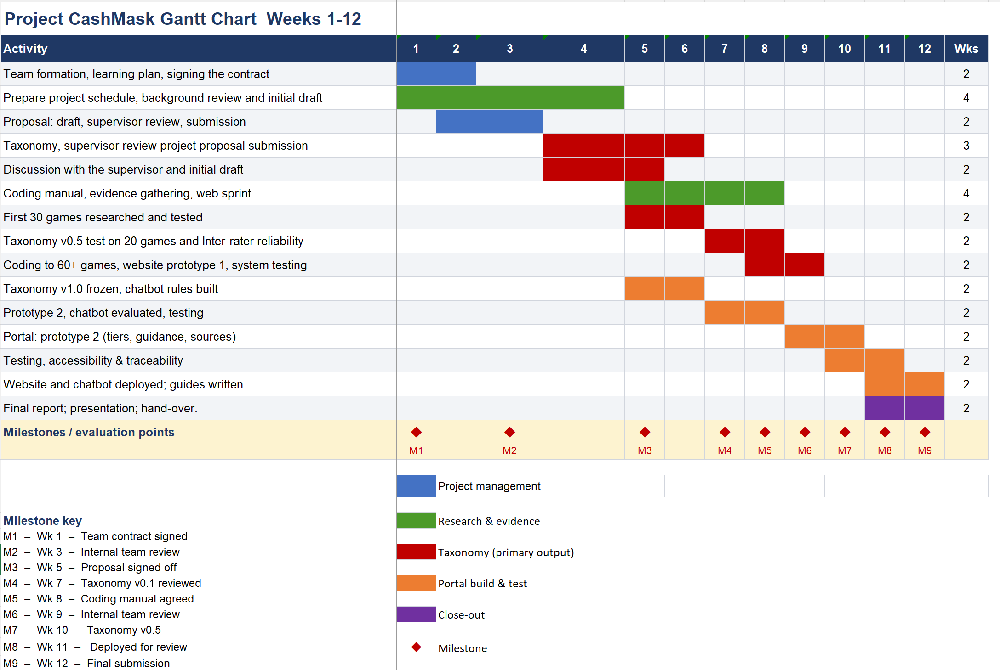 Project CashMask Gantt Chart  Weeks 1-12
Activity 1 2 3 4 5 6 7 8 9 10 11 12 Wks
Team formation, learning plan, signing the contract 2
Prepare project schedule, background review and initial draft 4
Proposal: draft, supervisor review, submission 2
Taxonomy, supervisor review project proposal submission 3
Discussion with the supervisor and initial draft 2
Coding manual, evidence gathering, web sprint. 4
First 30 games researched and tested 2
Taxonomy v0.5 test on 20 games and Inter-rater reliability 2
Coding to 60+ games, website prototype 1, system testing 2
Taxonomy v1.0 frozen, chatbot rules built 2
Prototype 2, chatbot evaluated, testing 2
Portal: prototype 2 (tiers, guidance, sources) 2
Testing, accessibility & traceability 2
Website and chatbot deployed; guides written. 2
Final report; presentation; hand-over. 2
Milestones / evaluation points
M1 M2 M3 M4 M5 M6 M7 M8 M9
Project management
Research & evidence
Taxonomy (primary output)
Portal build & test
Close-out
Milestone
Milestone key
M1 – Wk 1 – Team contract signed
M2 – Wk 3 – Internal team review
M3 – Wk 5 – Proposal signed off
M4 – Wk 7 – Taxonomy v0.1 reviewed
M5 – Wk 8 – Coding manual agreed
M6 – Wk 9 – Internal team review
M7 – Wk 10 – Taxonomy v0.5
M8 – Wk 11 – Deployed for review
M9 – Wk 12 – Final submission